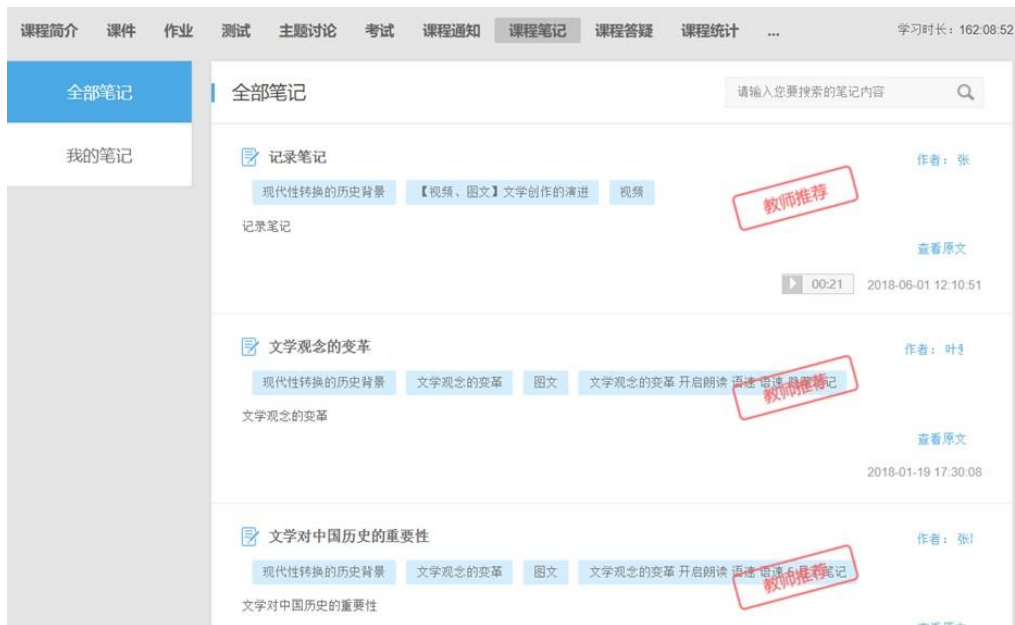 课程简介 课件 作业 测试 主题讨论 考试 课程通知 课程笔记 课程答疑 课程统计 ... 学习时长：162:08:52
全部笔记
我的笔记
全部笔记 请输入您要搜索的笔记内容
记录笔记 作者：张
现代性转换的历史背景 【视频、图文】文学创作的演进 视频
教师推荐
记录笔记
查看原文
00:21 2018-06-01 12:10:51
文学观念的变革 作者：叶
现代性转换的历史背景 文学观念的变革 图文 文学观念的变革 开启朗读 语速 语速 记
教师推荐
文学观念的变革
查看原文
2018-01-19 17:30:08
文学对中国历史的重要性 作者：张
现代性转换的历史背景 文学观念的变革 图文 文学观念的变革 开启朗读 语速 语速 笔记
教师推荐
文学对中国历史的重要性